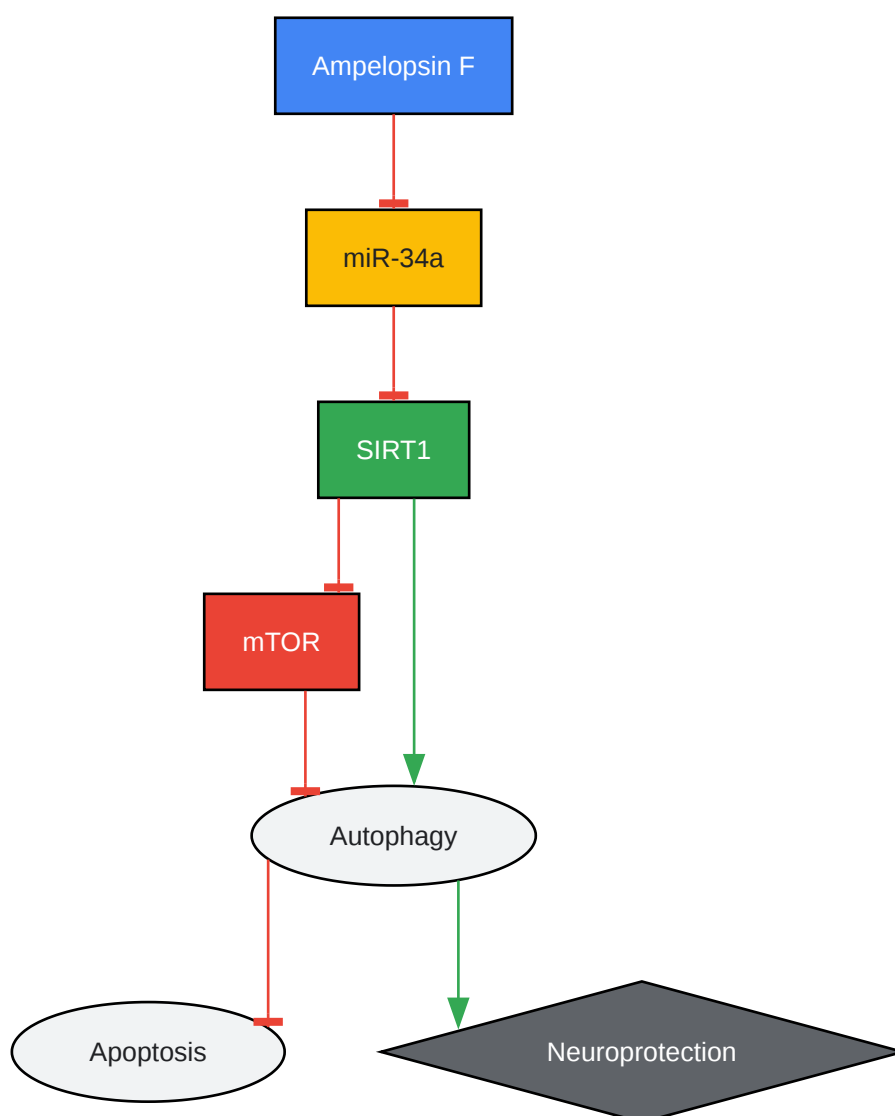 Ampelopsin F
miR-34a
SIRT1
mTOR
Autophagy
Apoptosis
Neuroprotection